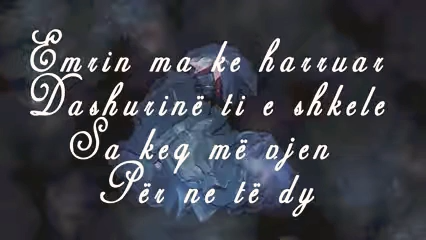 Emrin ma ke harruar
Dashurinë ti e shkele
Sa keq më vjen
Për ne të dy